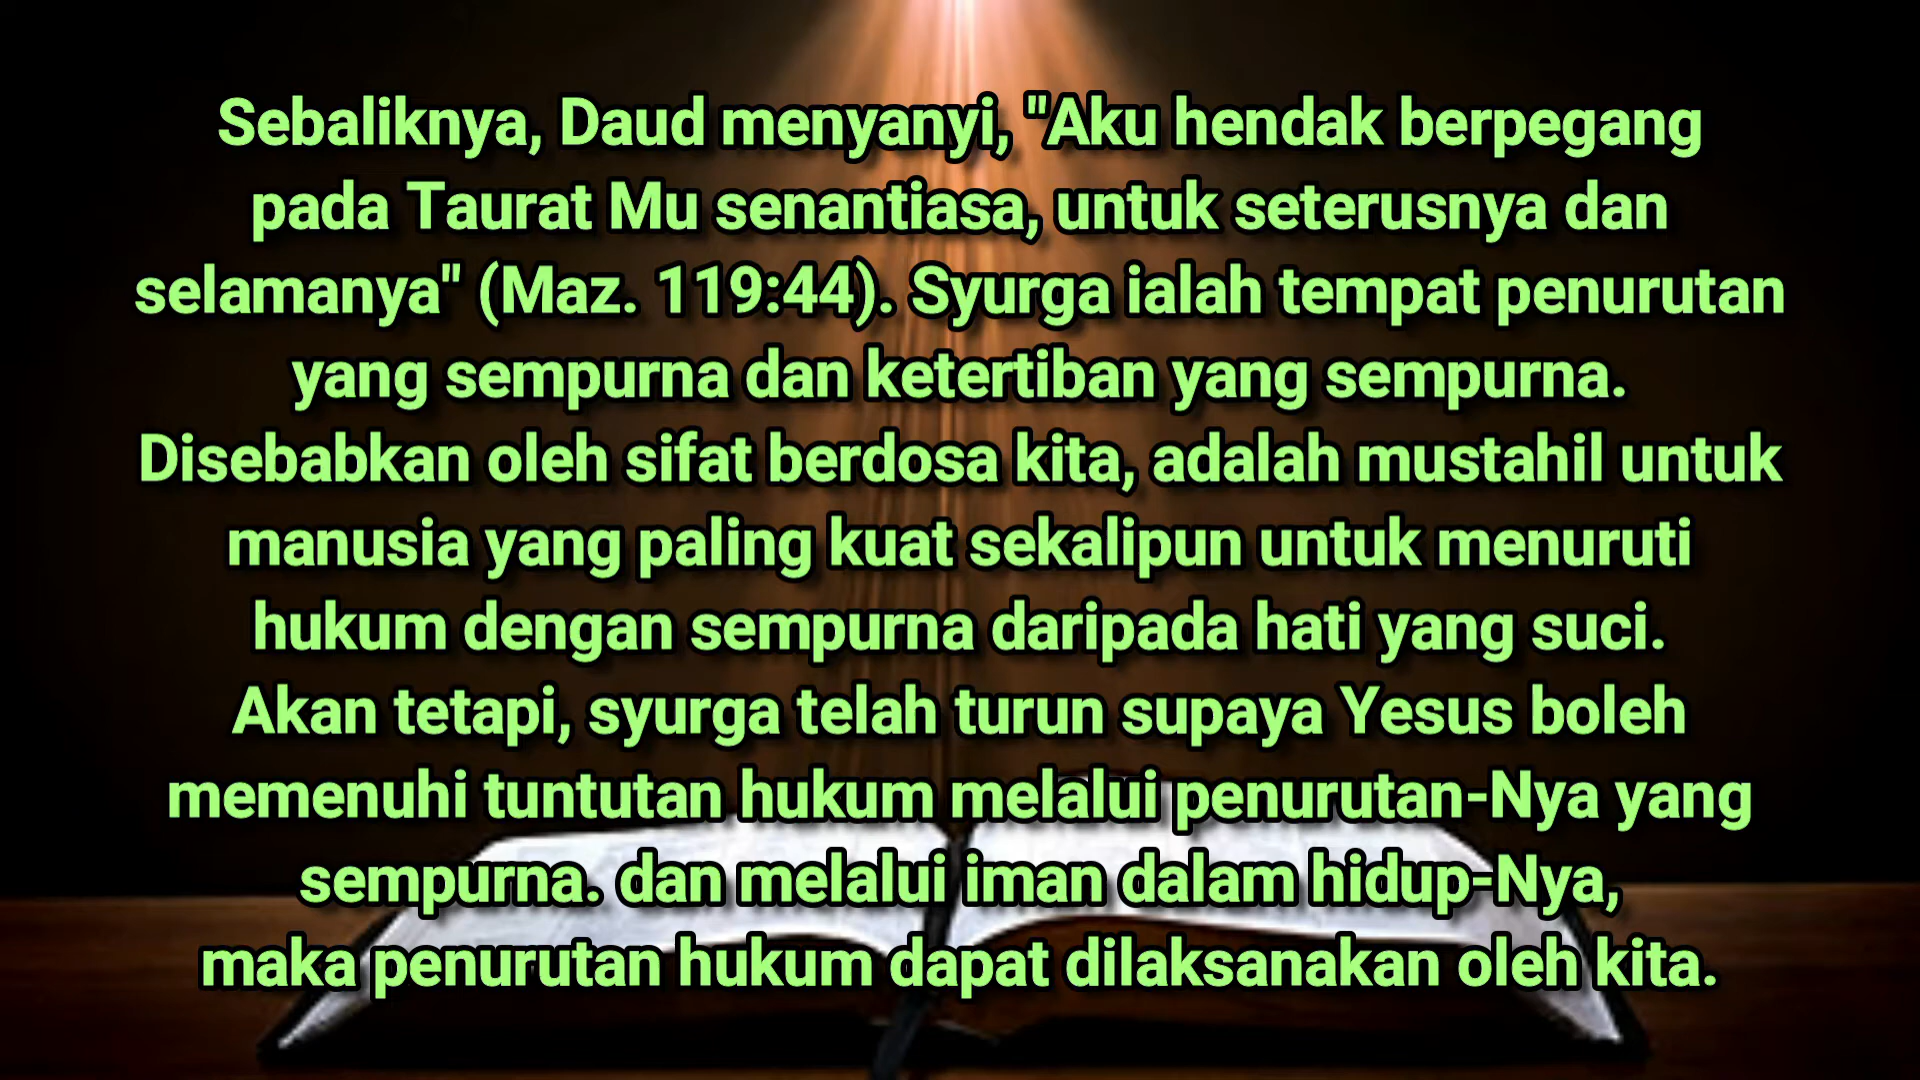 Sebaliknya, Daud menyanyi, "Aku hendak berpegang
pada Taurat Mu senantiasa, untuk seterusnya dan
selamanya" (Maz. 119:44). Syurga ialah tempat penurutan
yang sempurna dan ketertiban yang sempurna.
Disebabkan oleh sifat berdosa kita, adalah mustahil untuk
manusia yang paling kuat sekalipun untuk menuruti
hukum dengan sempurna daripada hati yang suci.
Akan tetapi, syurga telah turun supaya Yesus boleh
memenuhi tuntutan hukum melalui penurutan-Nya yang
sempurna. dan melalui iman dalam hidup-Nya,
maka penurutan hukum dapat dilaksanakan oleh kita.